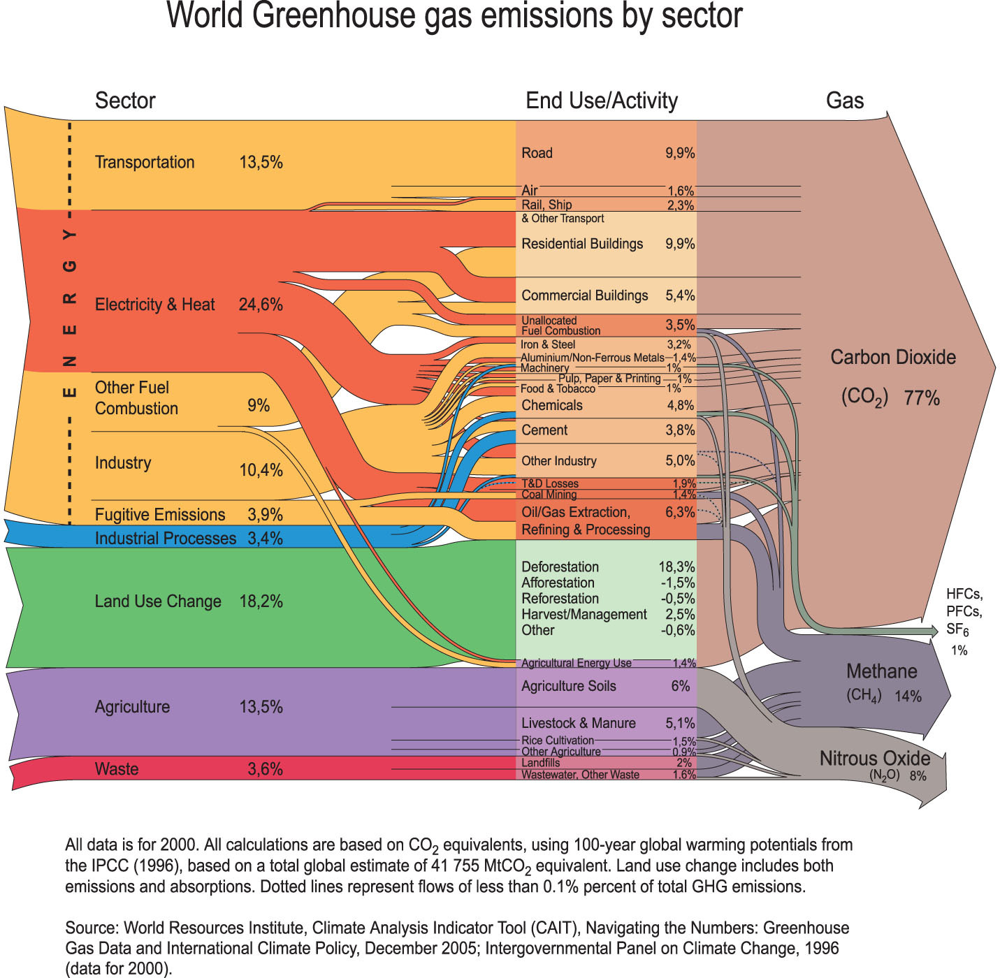 World Greenhouse gas emissions by sector
Sector
End Use/Activity
Gas
ENERGY
Transportation 13,5%
Electricity & Heat 24,6%
Other Fuel
Combustion 9%
Industry 10,4%
Fugitive Emissions 3,9%
Industrial Processes 3,4%
Land Use Change 18,2%
Agriculture 13,5%
Waste 3,6%
Road 9,9%
Air 1,6%
Rail, Ship 2,3%
& Other Transport
Residential Buildings 9,9%
Commercial Buildings 5,4%
Unallocated
Fuel Combustion 3,5%
Iron & Steel 3,2%
Aluminium/Non-Ferrous Metals 1,4%
Machinery 1%
Pulp, Paper & Printing 1%
Food & Tobacco 1%
Chemicals 4,8%
Cement 3,8%
Other Industry 5,0%
T&D Losses 1,9%
Coal Mining 1,4%
Oil/Gas Extraction, 6,3%
Refining & Processing
Deforestation 18,3%
Afforestation -1,5%
Reforestation -0,5%
Harvest/Management 2,5%
Other -0,6%
Agricultural Energy Use 1,4%
Agriculture Soils 6%
Livestock & Manure 5,1%
Rice Cultivation 1,5%
Other Agriculture 0.9%
Landfills 2%
Wastewater, Other Waste 1.6%
Carbon Dioxide
(CO2) 77%
HFCs,
PFCs,
SF6
1%
Methane
(CH4) 14%
Nitrous Oxide
(N2O) 8%
All data is for 2000. All calculations are based on CO2 equivalents, using 100-year global warming potentials from
the IPCC (1996), based on a total global estimate of 41 755 MtCO2 equivalent. Land use change includes both
emissions and absorptions. Dotted lines represent flows of less than 0.1% percent of total GHG emissions.
Source: World Resources Institute, Climate Analysis Indicator Tool (CAIT), Navigating the Numbers: Greenhouse
Gas Data and International Climate Policy, December 2005; Intergovernmental Panel on Climate Change, 1996
(data for 2000).